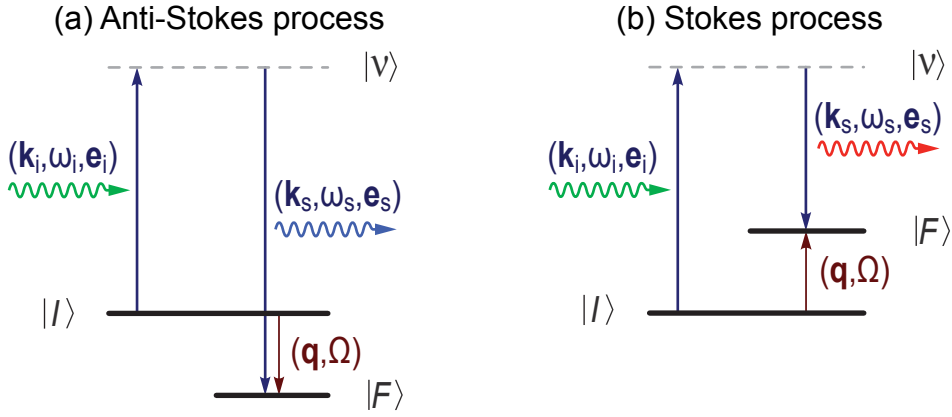 (a) Anti-Stokes process
|ν⟩
(k_i,ω_i,e_i)
(k_s,ω_s,e_s)
|I⟩
(q,Ω)
|F⟩
(b) Stokes process
|ν⟩
(k_i,ω_i,e_i)
(k_s,ω_s,e_s)
|F⟩
(q,Ω)
|I⟩